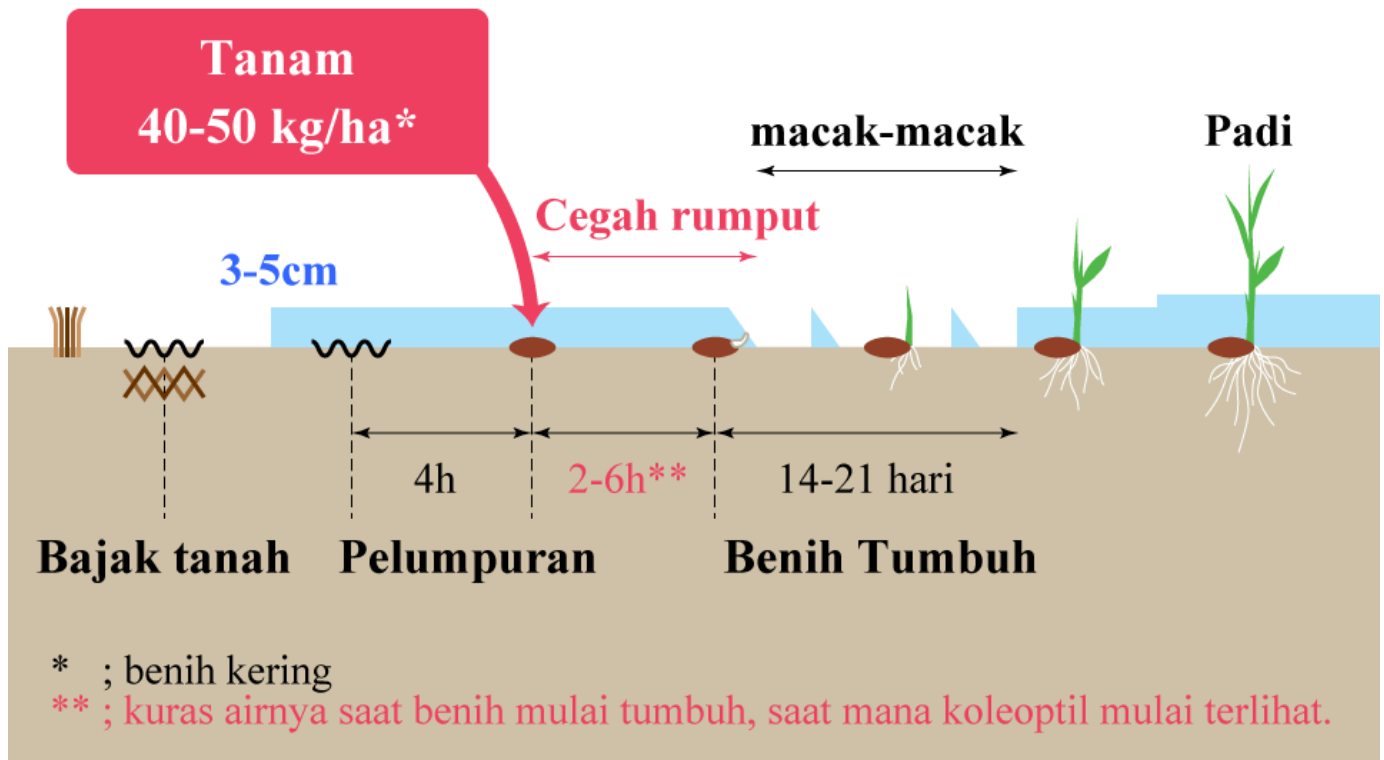 Tanam
40-50 kg/ha*
macak-macak
Padi
Cegah rumput
3-5cm
4h
2-6h**
14-21 hari
Bajak tanah
Pelumpuran
Benih Tumbuh
* ; benih kering
** ; kuras airnya saat benih mulai tumbuh, saat mana koleoptil mulai terlihat.